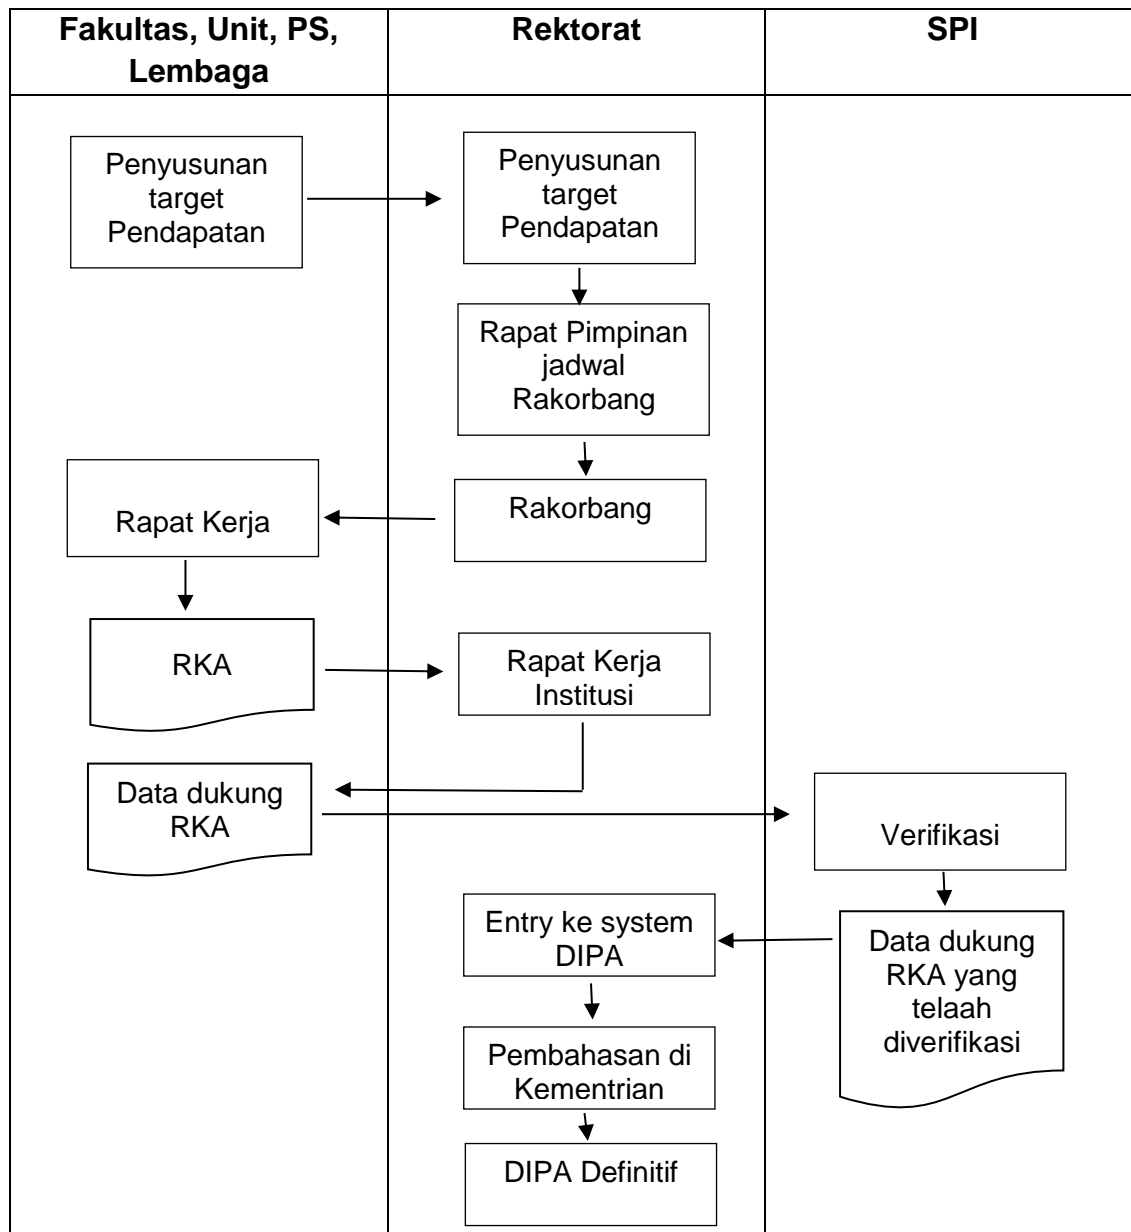 Fakultas, Unit, PS,
Lembaga
Rektorat
SPI
Penyusunan
target
Pendapatan
Penyusunan
target
Pendapatan
Rapat Pimpinan
jadwal
Rakorbang
Rapat Kerja
Rakorbang
RKA
Rapat Kerja
Institusi
Data dukung
RKA
Verifikasi
Entry ke system
DIPA
Data dukung
RKA yang
telaah
diverifikasi
Pembahasan di
Kementrian
DIPA Definitif